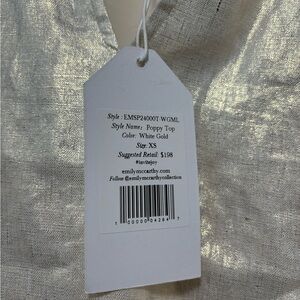 Style : EMSP24000T-WGML
Style Name: Poppy Top
Color: White Gold
Size: XS
Suggested Retail $198
#invitejoy
emilymccarthy.com
Follow @emilymccarthycollection